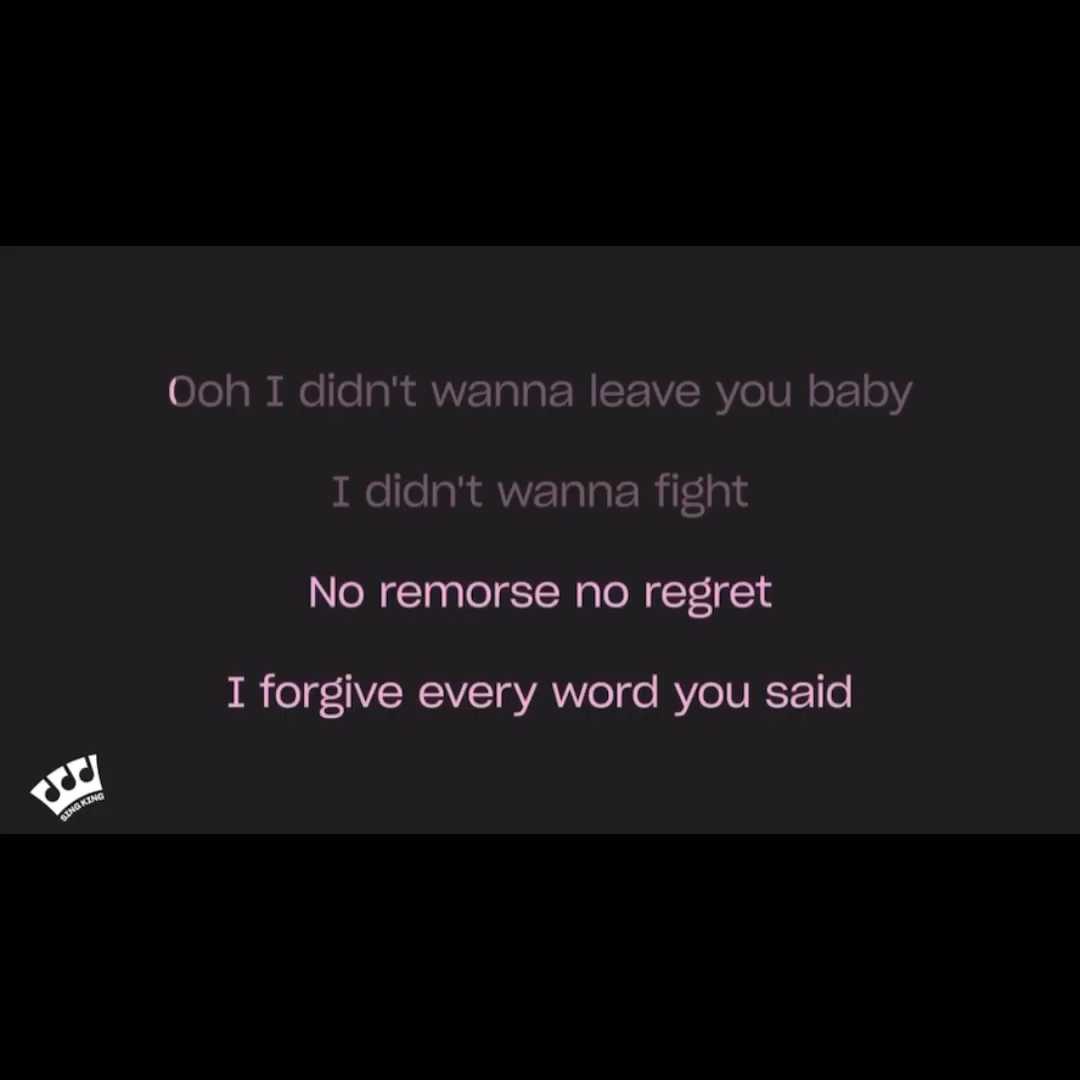 Ooh I didn't wanna leave you baby
I didn't wanna fight
No remorse no regret
I forgive every word you said
SING KING